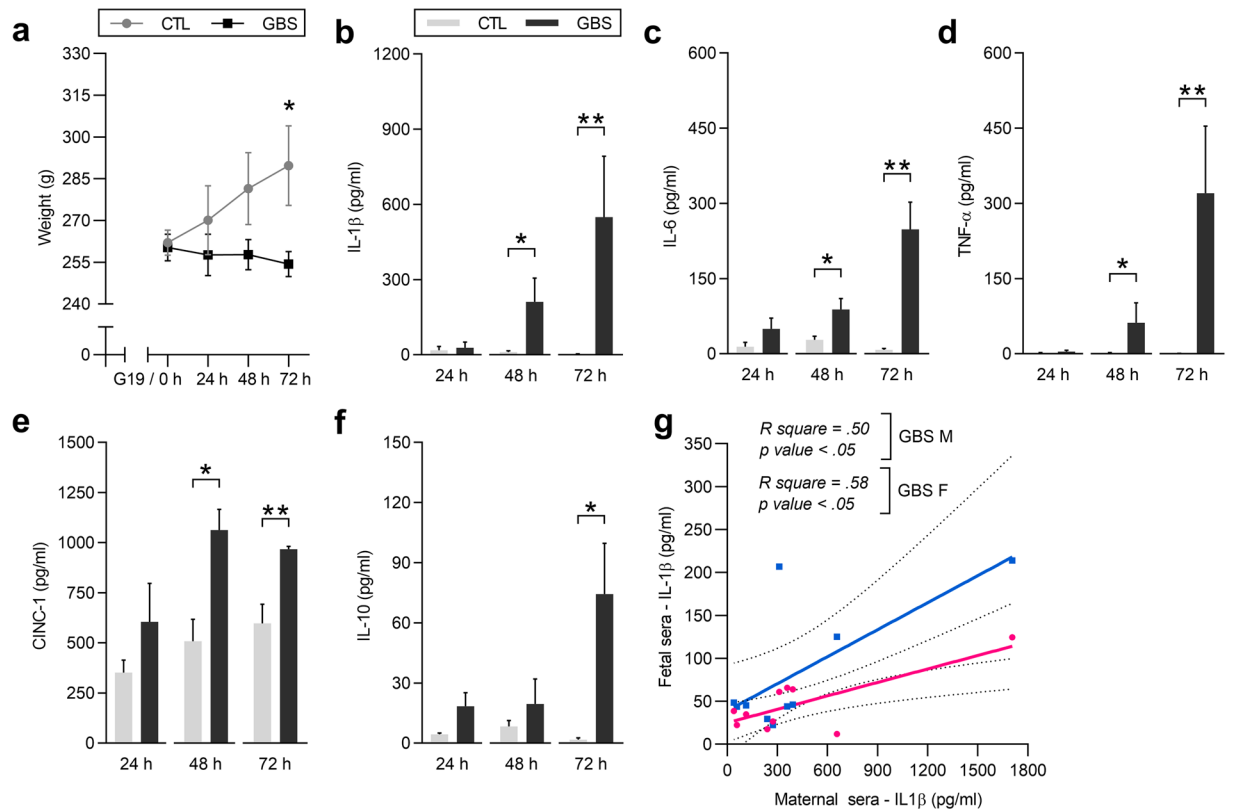 a
CTL
GBS
Weight (g)
330
315
300
285
270
255
240
0
*
G19 / 0 h
24 h
48 h
72 h
b
CTL
GBS
IL-1β (pg/ml)
1200
900
600
300
0
*
**
24 h
48 h
72 h
c
IL-6 (pg/ml)
600
450
300
150
0
*
**
24 h
48 h
72 h
d
TNF-α (pg/ml)
600
450
300
150
0
*
**
24 h
48 h
72 h
e
CINC-1 (pg/ml)
1500
1250
1000
750
500
250
0
*
**
24 h
48 h
72 h
f
IL-10 (pg/ml)
150
120
90
60
30
0
*
24 h
48 h
72 h
g
R square = .50
p value < .05
GBS M
R square = .58
p value < .05
GBS F
Fetal sera - IL-1β (pg/ml)
350
300
250
200
150
100
50
0
0
300
600
900
1200
1500
1800
Maternal sera - IL1β (pg/ml)